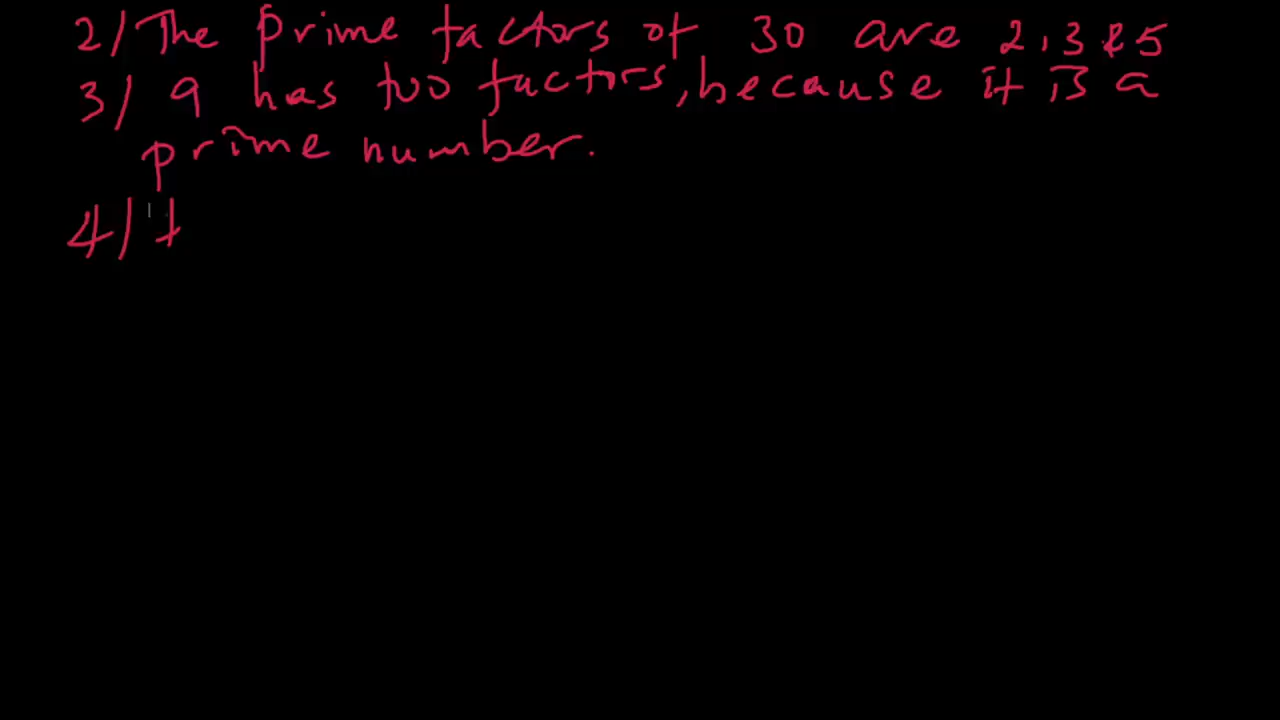 2/ The prime factors of 30 are 2, 3 & 5
3/ 9 has two factors, because it is a
prime number.
4/